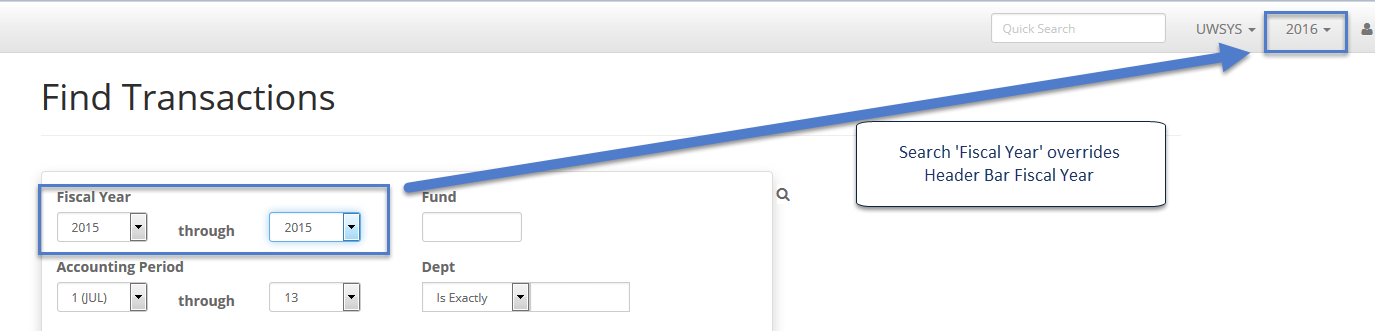 Quick Search UWSYS 2016
Find Transactions
Search 'Fiscal Year' overrides
Header Bar Fiscal Year
Fiscal Year Fund
2015 through 2015
Accounting Period Dept
1 (JUL) through 13 Is Exactly